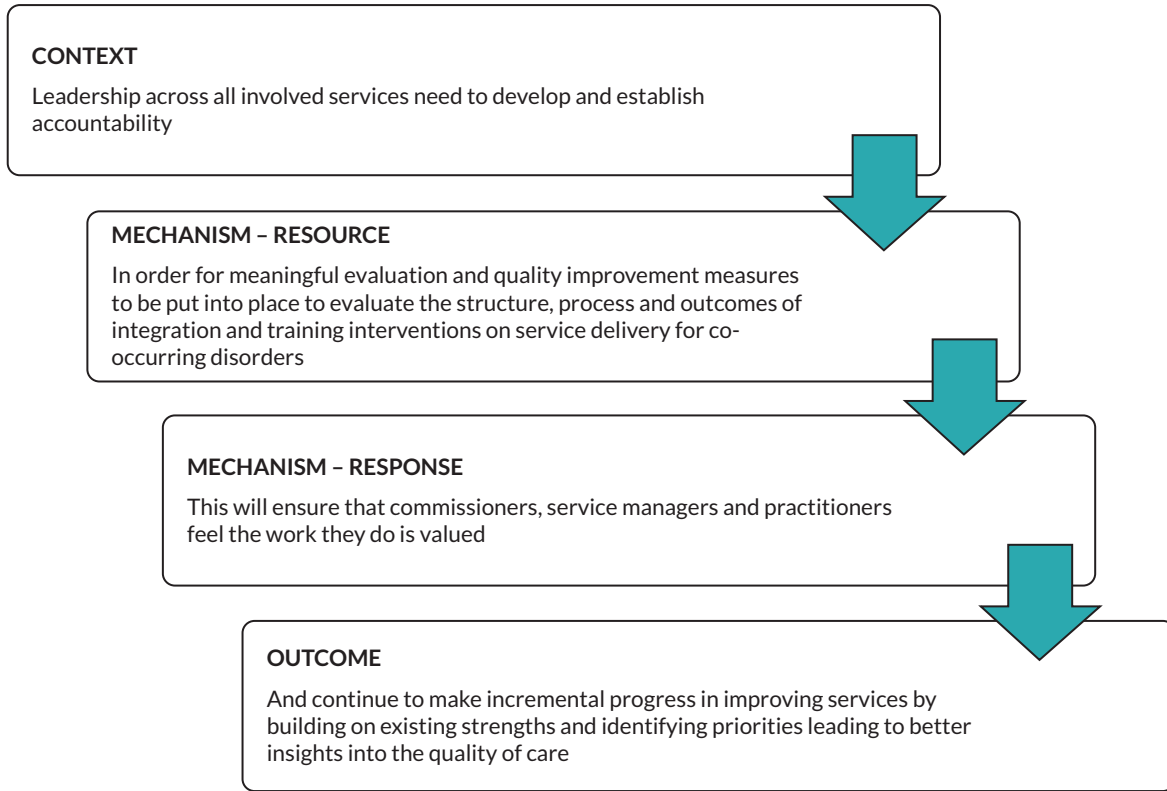 CONTEXT
Leadership across all involved services need to develop and establish
accountability
MECHANISM – RESOURCE
In order for meaningful evaluation and quality improvement measures
to be put into place to evaluate the structure, process and outcomes of
integration and training interventions on service delivery for co-
occurring disorders
MECHANISM – RESPONSE
This will ensure that commissioners, service managers and practitioners
feel the work they do is valued
OUTCOME
And continue to make incremental progress in improving services by
building on existing strengths and identifying priorities leading to better
insights into the quality of care